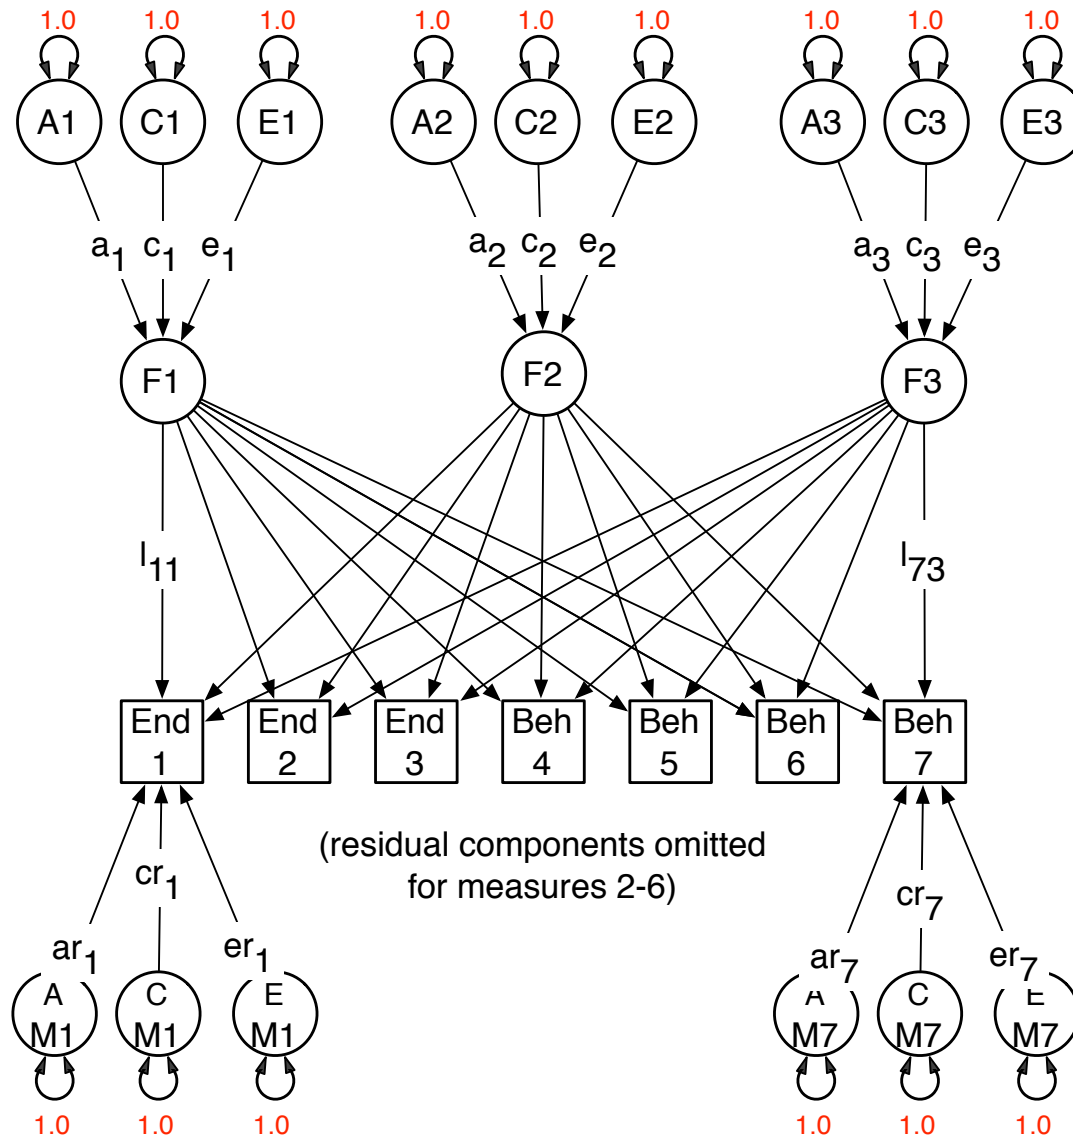 1.0 1.0 1.0 1.0 1.0 1.0 1.0 1.0 1.0
A1 C1 E1 A2 C2 E2 A3 C3 E3
a1 c1 e1 a2 c2 e2 a3 c3 e3
F1 F2 F3
l11 l73
End End End Beh Beh Beh Beh
1 2 3 4 5 6 7
(residual components omitted
for measures 2-6)
cr1 cr7
ar1 er1 ar7 er7
A C E A C E
M1 M1 M1 M7 M7 M7
1.0 1.0 1.0 1.0 1.0 1.0